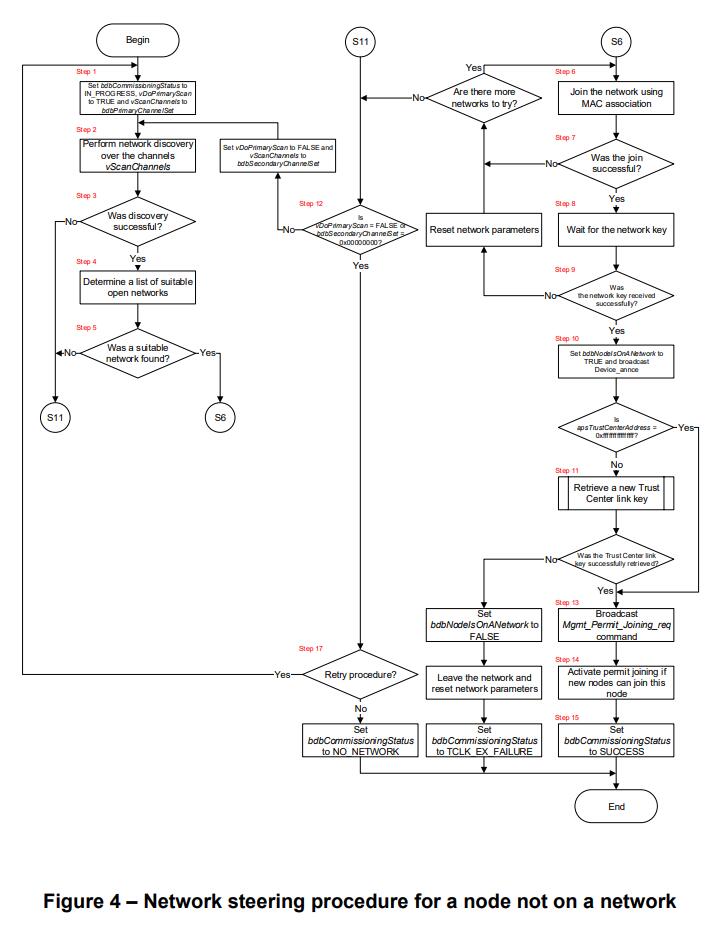 Begin
Step 1
Set bdbCommissioningStatus to
IN_PROGRESS, vDoPrimaryScan
to TRUE and vScanChannels to
bdbPrimaryChannelSet
Step 2
Perform network discovery
over the channels
vScanChannels
Set vDoPrimaryScan to FALSE and
vScanChannels to
bdbSecondaryChannelSet
Step 3
Was discovery
successful?
No
Yes
Step 4
Determine a list of suitable
open networks
Step 5
Was a suitable
network found?
No
Yes
S11
S6
S11
Step 12
Is
vDoPrimaryScan = FALSE or
bdbSecondaryChannelSet =
0x00000000?
No
Yes
Step 17
Retry procedure?
Yes
No
Set
bdbCommissioningStatus
to NO_NETWORK
Are there more
networks to try?
Yes
No
Reset network parameters
S6
Step 6
Join the network using
MAC association
Step 7
Was the join
successful?
No
Yes
Step 8
Wait for the network key
Step 9
Was
the network key received
successfully?
No
Yes
Step 10
Set bdbNodeIsOnANetwork to
TRUE and broadcast
Device_annce
Is
apsTrustCenterAddress =
0xffffffffffffffff?
Yes
No
Step 11
Retrieve a new Trust
Center link key
Was the Trust Center link
key successfully retrieved?
No
Yes
Set
bdbNodeIsOnANetwork to
FALSE
Leave the network and
reset network parameters
Set
bdbCommissioningStatus
to TCLK_EX_FAILURE
Step 13
Broadcast
Mgmt_Permit_Joining_req
command
Step 14
Activate permit joining if
new nodes can join this
node
Step 15
Set
bdbCommissioningStatus
to SUCCESS
End
Figure 4 – Network steering procedure for a node not on a network